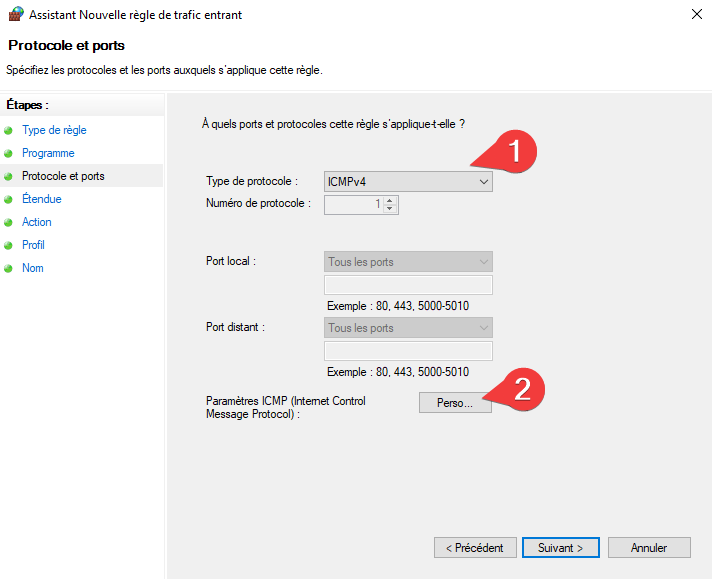 Assistant Nouvelle règle de trafic entrant
Protocole et ports
Spécifiez les protocoles et les ports auxquels s'applique cette règle.
Étapes :
Type de règle
Programme
Protocole et ports
Étendue
Action
Profil
Nom
À quels ports et protocoles cette règle s'applique-t-elle ?
1
Type de protocole : ICMPv4
Numéro de protocole : 1
Port local : Tous les ports
Exemple : 80, 443, 5000-5010
Port distant : Tous les ports
Exemple : 80, 443, 5000-5010
Paramètres ICMP (Internet Control
Message Protocol) :
Perso...
2
< Précédent Suivant > Annuler